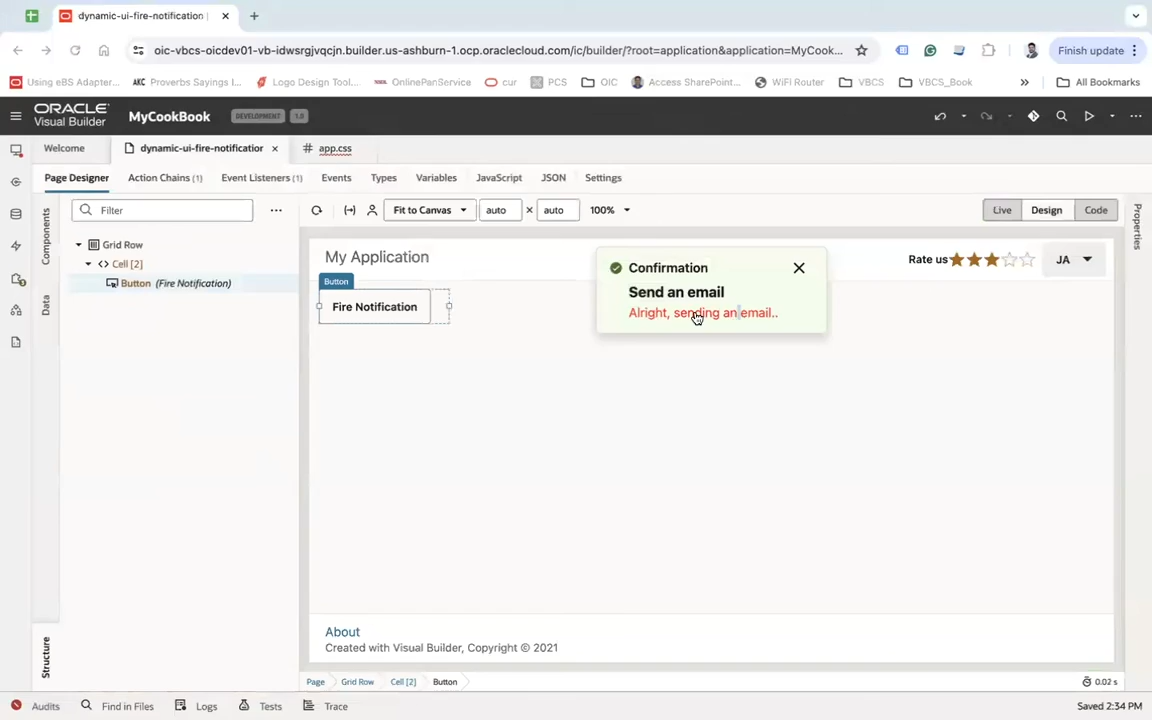 dynamic-ui-fire-notification |
oic-vbcs-oicdev01-vb-idwsrgjvqcjn.builder.us-ashburn-1.ocp.oraclecloud.com/ic/builder/?root=application&application=MyCook...
Finish update
Using eBS Adapter...
AKC Proverbs Sayings I...
Logo Design Tool...
OnlinePanService
cur
PCS
OIC
Access SharePoint...
WiFi Router
VBCS
VBCS_Book
»
All Bookmarks
ORACLE
Visual Builder
MyCookBook
DEVELOPMENT
1.0
Welcome
dynamic-ui-fire-notification
# app.css
Page Designer
Action Chains (1)
Event Listeners (1)
Events
Types
Variables
JavaScript
JSON
Settings
Components
Data
Structure
Filter
Fit to Canvas
auto × auto
100%
Live
Design
Code
Properties
Grid Row
Cell [2]
Button (Fire Notification)
My Application
Button
Fire Notification
Confirmation
Send an email
Alright, sending an email..
Rate us
JA
About
Created with Visual Builder, Copyright © 2021
Page
Grid Row
Cell [2]
Button
0.02 s
Audits
Find in Files
Logs
Tests
Trace
Saved 2:34 PM